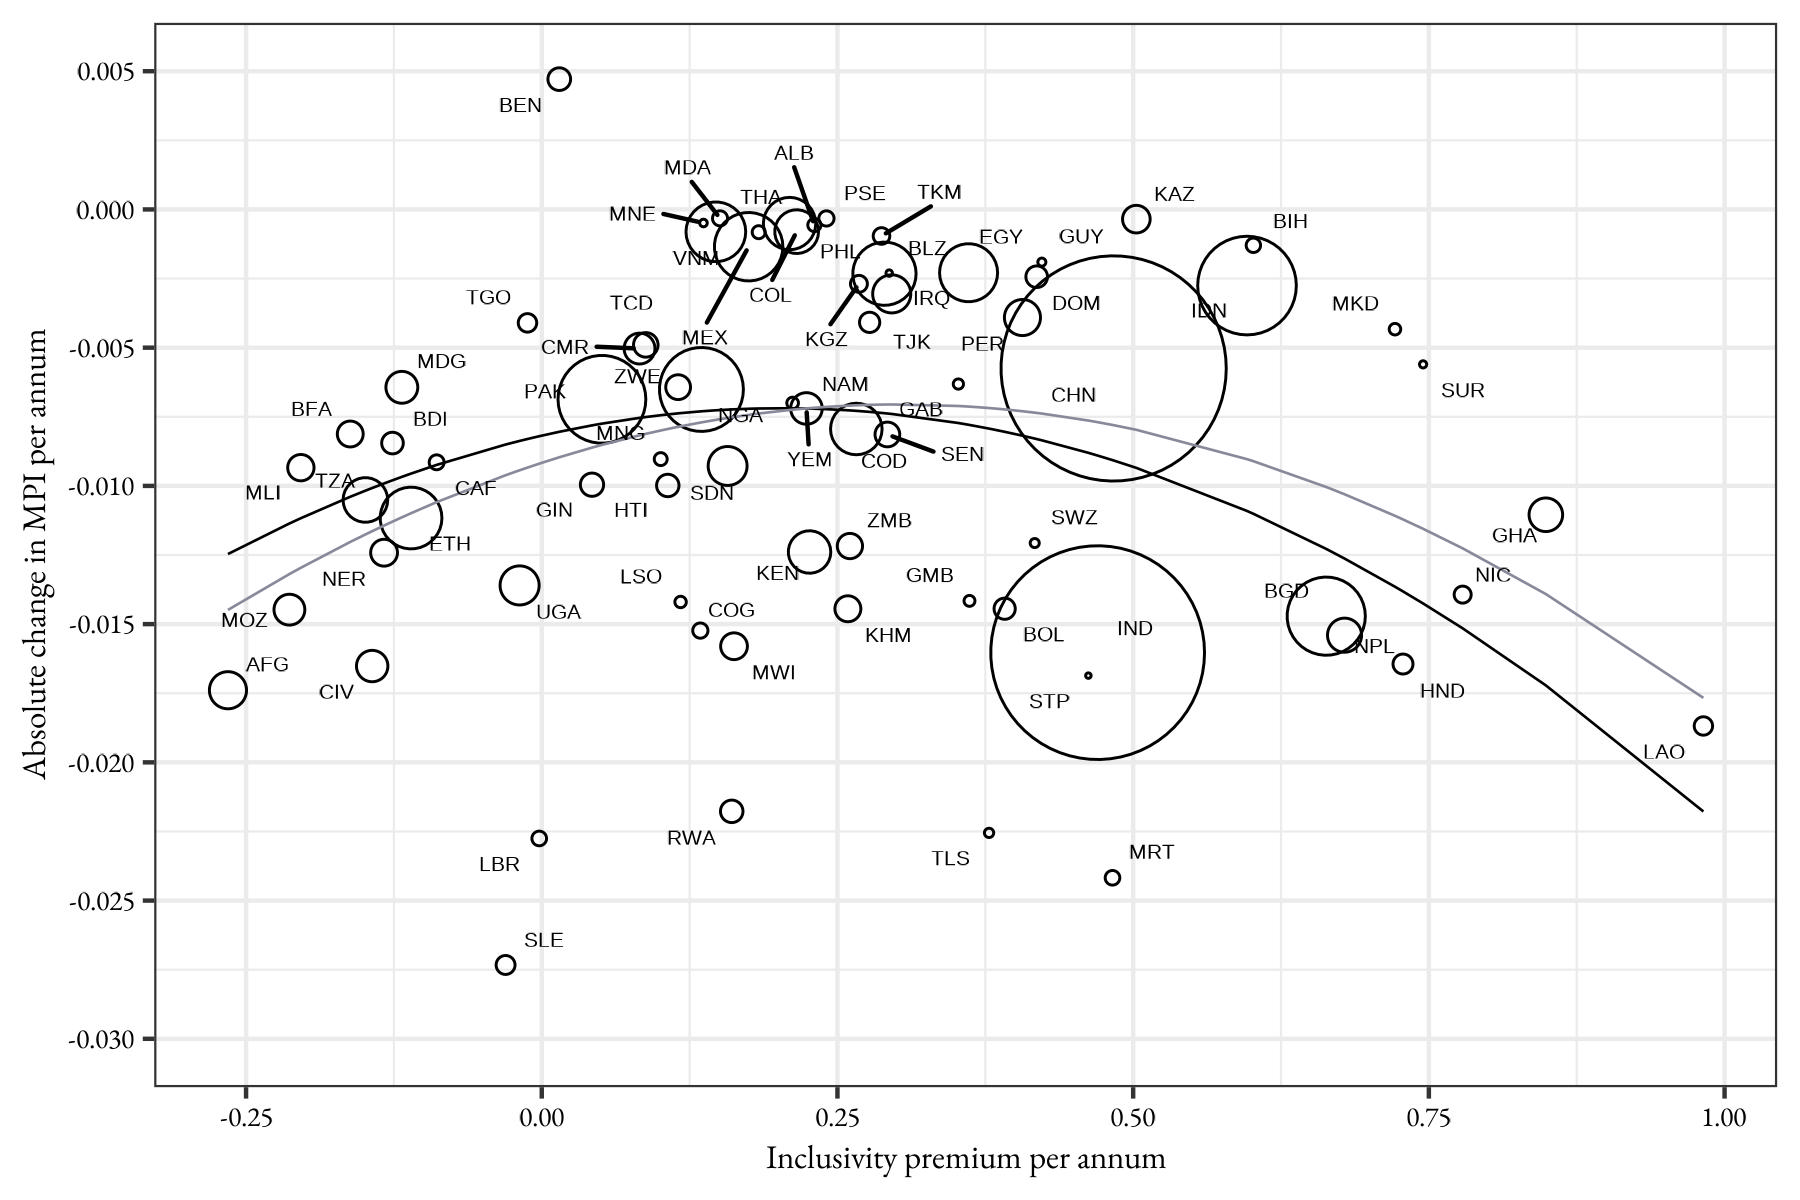 0.005
0.000
-0.005
-0.010
-0.015
-0.020
-0.025
-0.030
Absolute change in MPI per annum
BEN
ALB
MDA
THA
PSE
TKM
KAZ
MNE
BIH
VNM
PHL
BLZ
EGY
GUY
COL
TGO
TCD
IRQ
DOM
IDN
MKD
CMR
MEX
KGZ
TJK
PER
MDG
ZWE
PAK
NAM
CHN
SUR
BFA
BDI
NGA
GAB
MNG
YEM
COD
SEN
MLI
TZA
CAF
SDN
GIN
HTI
ZMB
SWZ
GHA
ETH
NER
LSO
KEN
GMB
NIC
BGD
MOZ
UGA
COG
KHM
BOL
IND
NPL
AFG
CIV
MWI
STP
HND
LAO
RWA
LBR
TLS
MRT
SLE
-0.25
0.00
0.25
0.50
0.75
1.00
Inclusivity premium per annum